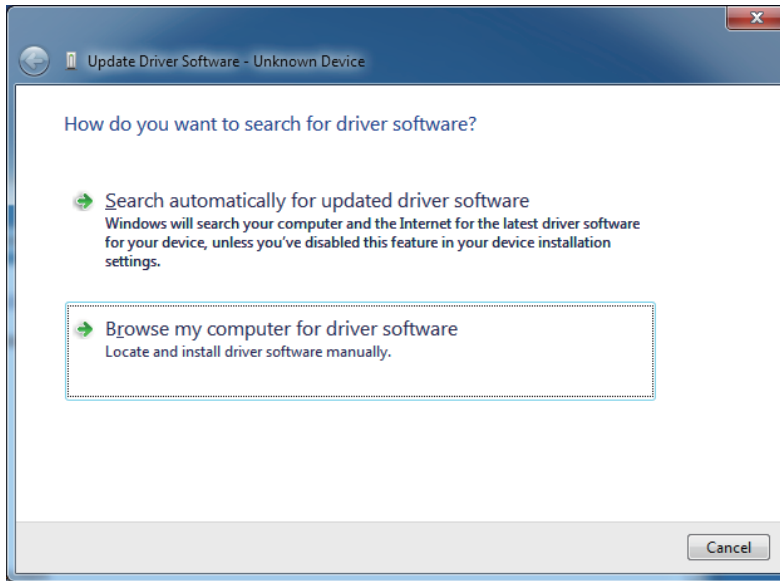 Update Driver Software - Unknown Device
How do you want to search for driver software?
Search automatically for updated driver software
Windows will search your computer and the Internet for the latest driver software
for your device, unless you've disabled this feature in your device installation
settings.
Browse my computer for driver software
Locate and install driver software manually.
Cancel